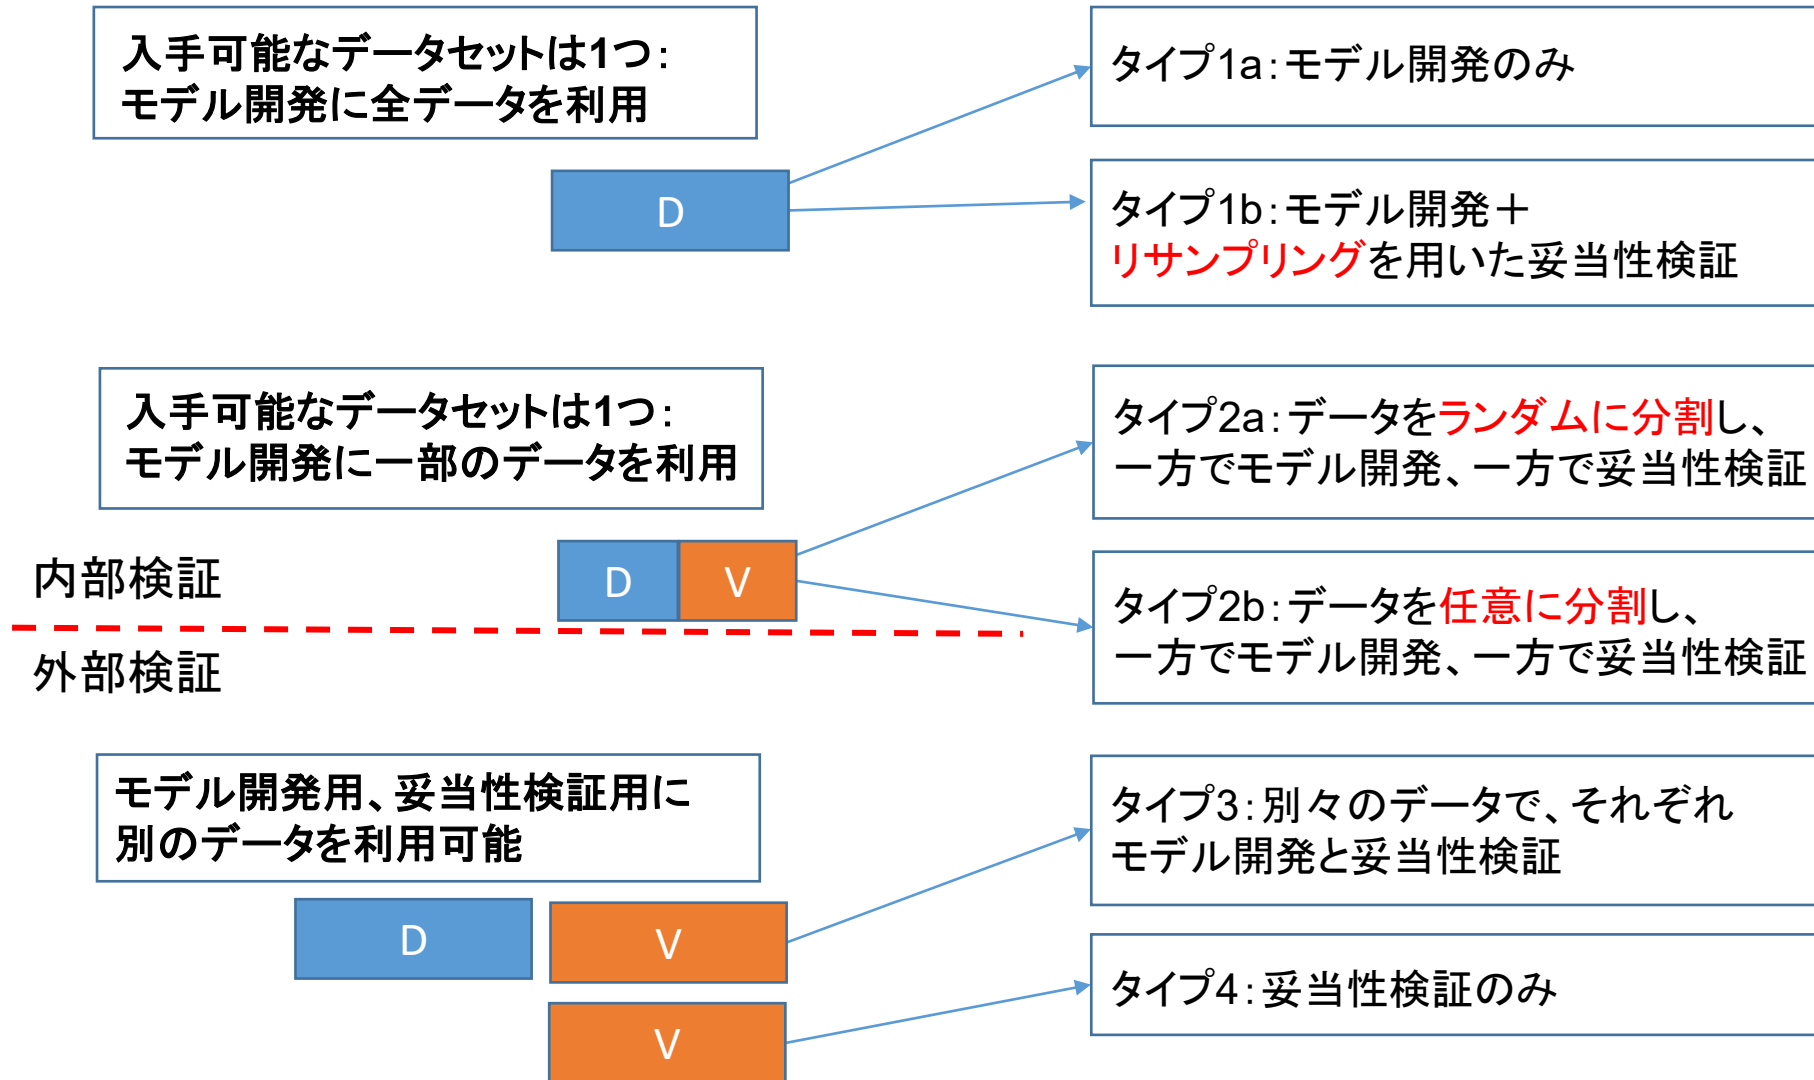 入手可能なデータセットは1つ：
モデル開発に全データを利用
D
タイプ1a：モデル開発のみ
タイプ1b：モデル開発＋
リサンプリングを用いた妥当性検証
入手可能なデータセットは1つ：
モデル開発に一部のデータを利用
D V
タイプ2a：データをランダムに分割し、
一方でモデル開発、一方で妥当性検証
タイプ2b：データを任意に分割し、
一方でモデル開発、一方で妥当性検証
内部検証
外部検証
モデル開発用、妥当性検証用に
別のデータを利用可能
D V
V
タイプ3：別々のデータで、それぞれ
モデル開発と妥当性検証
タイプ4：妥当性検証のみ